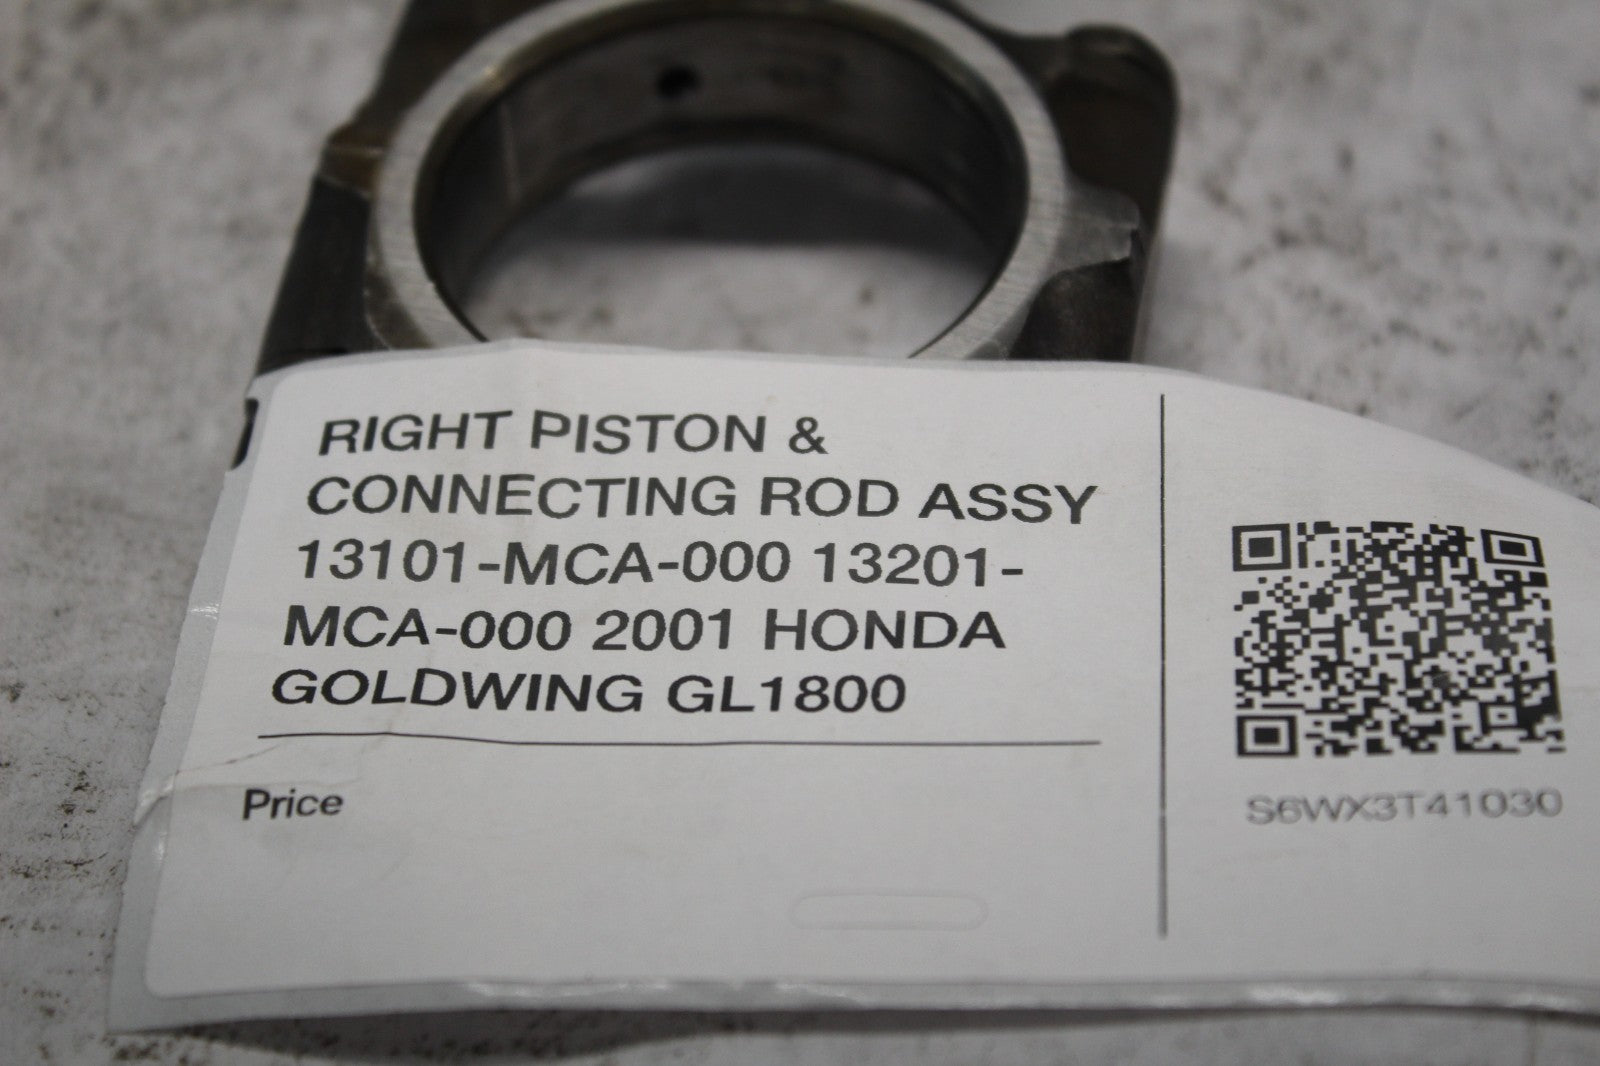 RIGHT PISTON &
CONNECTING ROD ASSY
13101-MCA-000 13201-
MCA-000 2001 HONDA
GOLDWING GL1800
Price
S6WX3T41030